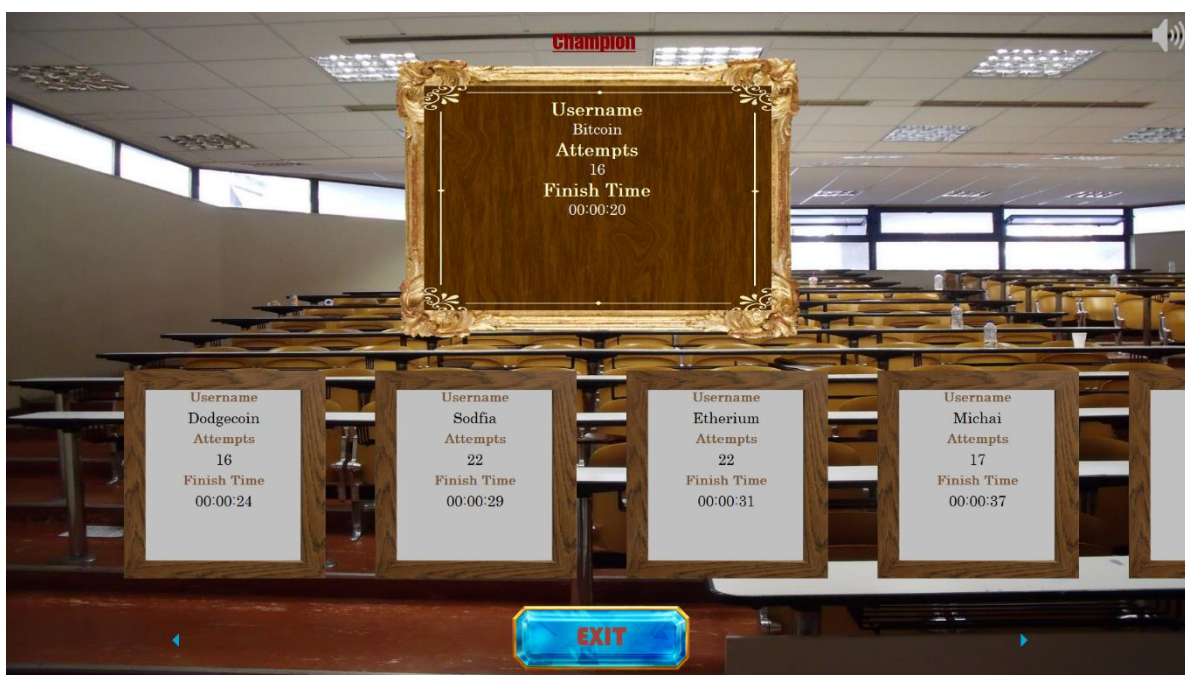 Champion
Username
Bitcoin
Attempts
16
Finish Time
00:00:20
Username
Dodgecoin
Attempts
16
Finish Time
00:00:24
Username
Sodfia
Attempts
22
Finish Time
00:00:29
Username
Etherium
Attempts
22
Finish Time
00:00:31
Username
Michai
Attempts
17
Finish Time
00:00:37
EXIT